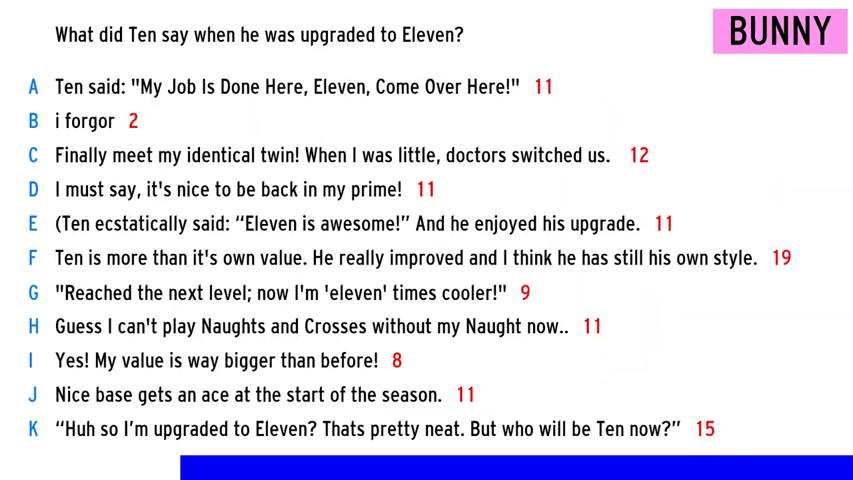 What did Ten say when he was upgraded to Eleven?
BUNNY
A Ten said: "My Job Is Done Here, Eleven, Come Over Here!" 11
B i forgor 2
C Finally meet my identical twin! When I was little, doctors switched us. 12
D I must say, it's nice to be back in my prime! 11
E (Ten ecstatically said: “Eleven is awesome!” And he enjoyed his upgrade. 11
F Ten is more than it's own value. He really improved and I think he has still his own style. 19
G "Reached the next level; now I'm 'eleven' times cooler!" 9
H Guess I can't play Naughts and Crosses without my Naught now.. 11
I Yes! My value is way bigger than before! 8
J Nice base gets an ace at the start of the season. 11
K “Huh so I’m upgraded to Eleven? Thats pretty neat. But who will be Ten now?” 15